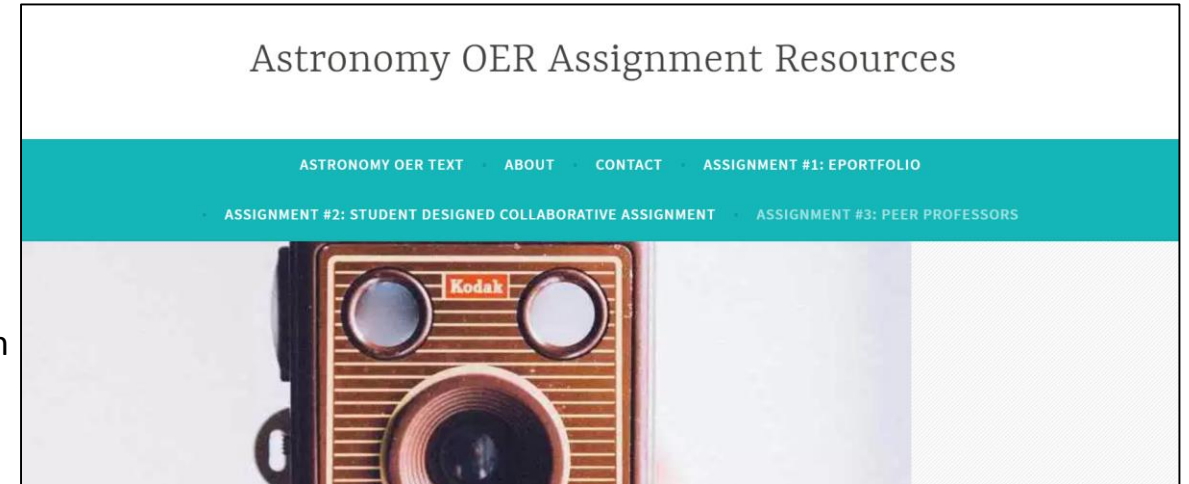 Astronomy OER Assignment Resources
ASTRONOMY OER TEXT · ABOUT · CONTACT · ASSIGNMENT #1: EPORTFOLIO
· ASSIGNMENT #2: STUDENT DESIGNED COLLABORATIVE ASSIGNMENT · ASSIGNMENT #3: PEER PROFESSORS
Kodak